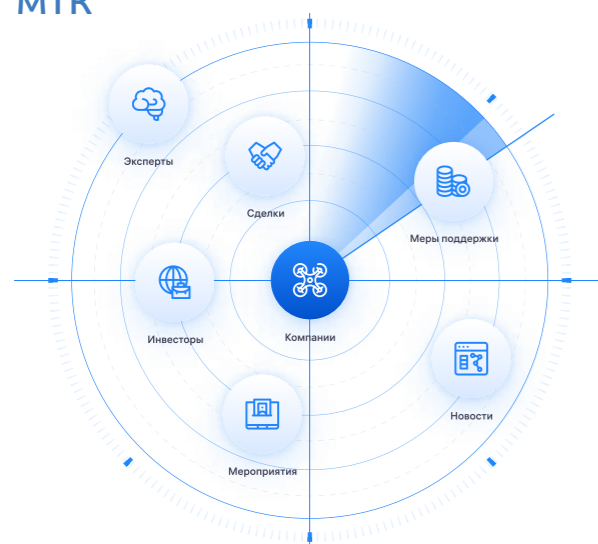 MTR
Эксперты
Сделки
Меры поддержки
Инвесторы
Компании
Новости
Мероприятия